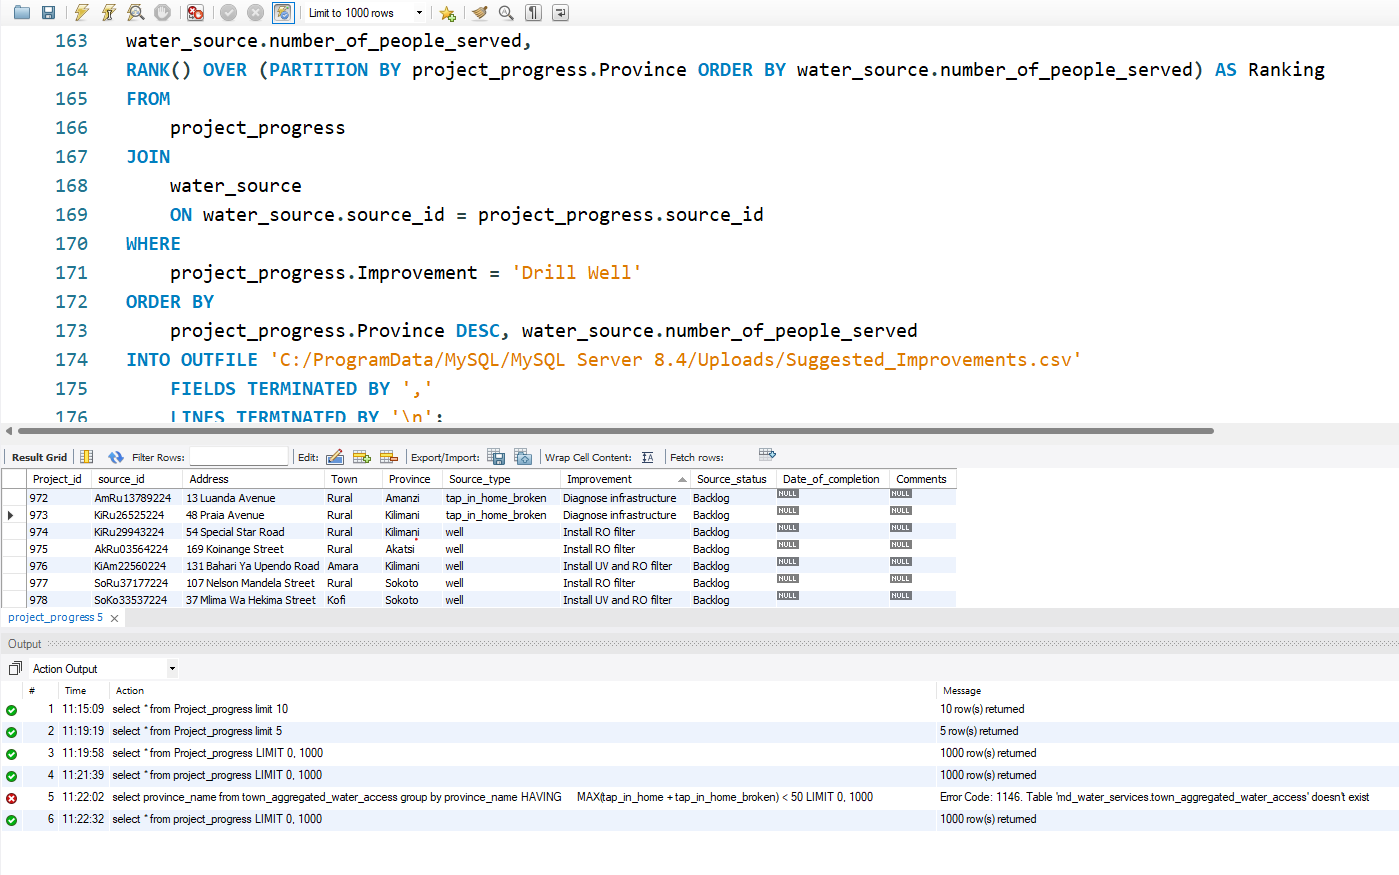 Limit to 1000 rows
163 water_source.number_of_people_served,
164 RANK() OVER (PARTITION BY project_progress.Province ORDER BY water_source.number_of_people_served) AS Ranking
165 FROM
166 project_progress
167 JOIN
168 water_source
169 ON water_source.source_id = project_progress.source_id
170 WHERE
171 project_progress.Improvement = 'Drill Well'
172 ORDER BY
173 project_progress.Province DESC, water_source.number_of_people_served
174 INTO OUTFILE 'C:/ProgramData/MySQL/MySQL Server 8.4/Uploads/Suggested_Improvements.csv'
175 FIELDS TERMINATED BY ','
176 LINES TERMINATED BY '\n';
Result Grid Filter Rows: Edit: Export/Import: Wrap Cell Content: Fetch rows:
Project_id source_id Address Town Province Source_type Improvement Source_status Date_of_completion Comments
972 AmRu13789224 13 Luanda Avenue Rural Amanzi tap_in_home_broken Diagnose infrastructure Backlog NULL NULL
973 KiRu26525224 48 Praia Avenue Rural Kilimani tap_in_home_broken Diagnose infrastructure Backlog NULL NULL
974 KiRu29943224 54 Special Star Road Rural Kilimani well Install RO filter Backlog NULL NULL
975 AkRu03564224 169 Koinange Street Rural Akatsi well Install RO filter Backlog NULL NULL
976 KiAm22560224 131 Bahari Ya Upendo Road Amara Kilimani well Install UV and RO filter Backlog NULL NULL
977 SoRu37177224 107 Nelson Mandela Street Rural Sokoto well Install RO filter Backlog NULL NULL
978 SoKo33537224 37 Mlima Wa Hekima Street Kofi Sokoto well Install UV and RO filter Backlog NULL NULL
project_progress 5
Output
Action Output
# Time Action Message
1 11:15:09 select * from Project_progress limit 10 10 row(s) returned
2 11:19:19 select * from Project_progress limit 5 5 row(s) returned
3 11:19:58 select * from Project_progress LIMIT 0, 1000 1000 row(s) returned
4 11:21:39 select * from project_progress LIMIT 0, 1000 1000 row(s) returned
5 11:22:02 select province_name from town_aggregated_water_access group by province_name HAVING MAX(tap_in_home + tap_in_home_broken) < 50 LIMIT 0, 1000 Error Code: 1146. Table 'md_water_services.town_aggregated_water_access' doesn't exist
6 11:22:32 select * from project_progress LIMIT 0, 1000 1000 row(s) returned